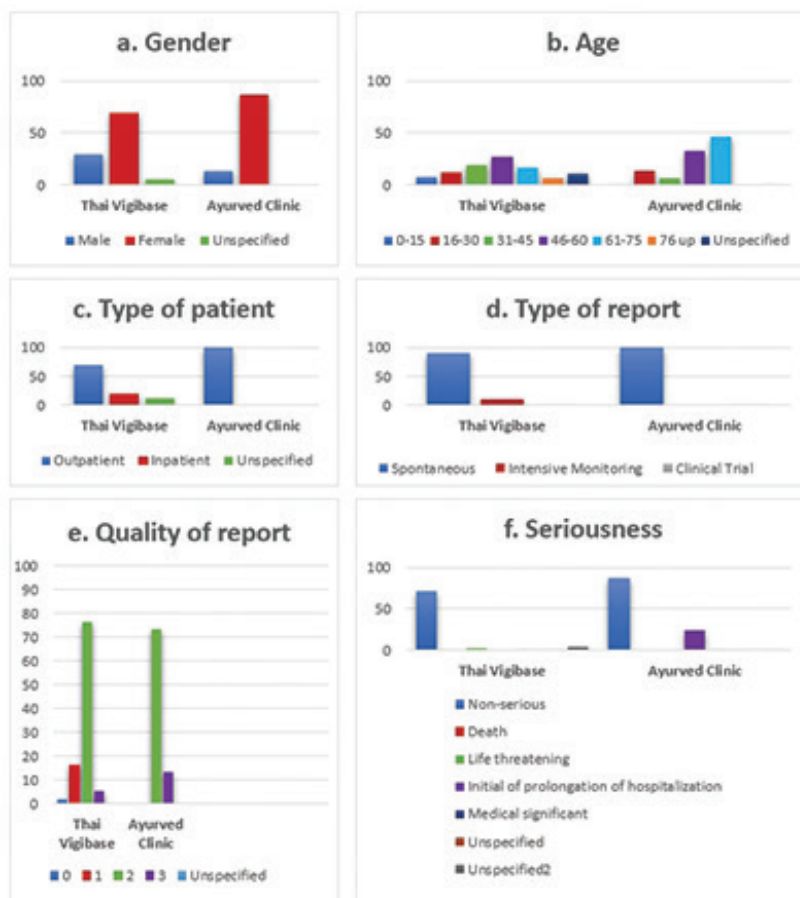 a. Gender
100
50
0
Thai Vigibase Ayurved Clinic
Male Female Unspecified
b. Age
100
50
0
Thai Vigibase Ayurved Clinic
0-15 16-30 31-45 46-60 61-75 76 up Unspecified
c. Type of patient
100
50
0
Thai Vigibase Ayurved Clinic
Outpatient Inpatient Unspecified
d. Type of report
100
50
0
Thai Vigibase Ayurved Clinic
Spontaneous Intensive Monitoring Clinical Trial
e. Quality of report
100
90
80
70
60
50
40
30
20
10
0
Thai Ayurved
Vigibase Clinic
0 1 2 3 Unspecified
f. Seriousness
100
50
0
Thai Vigibase Ayurved Clinic
Non-serious
Death
Life threatening
Initial of prolongation of hospitalization
Medical significant
Unspecified
Unspecified2